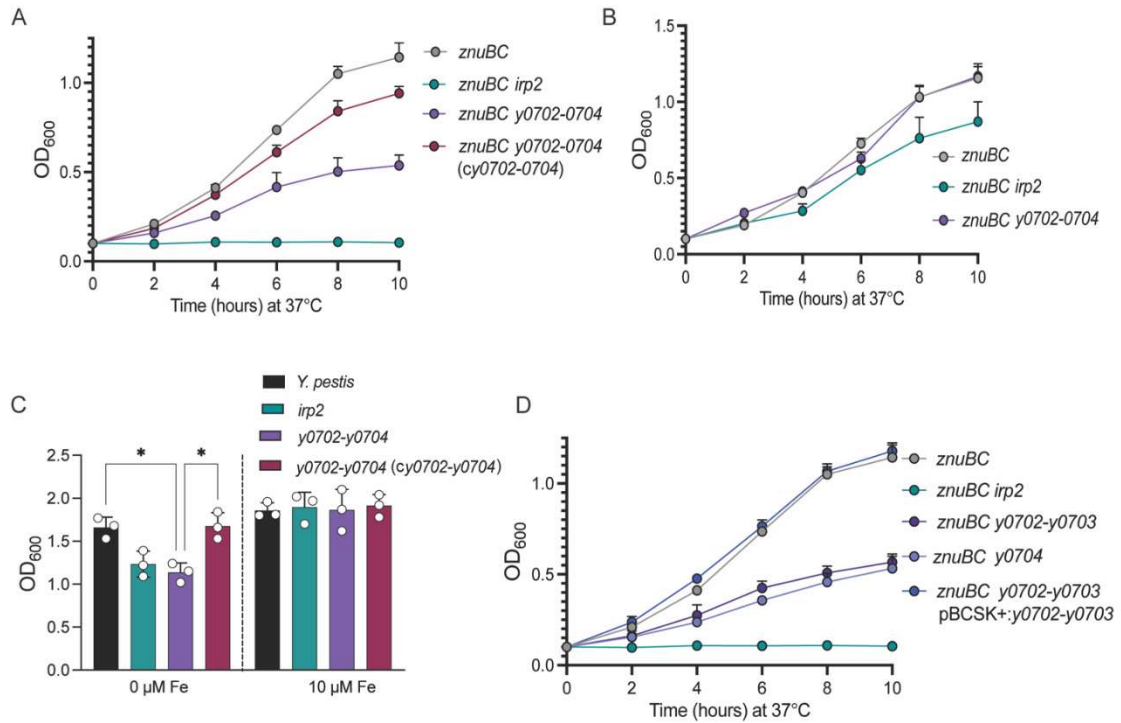 A
OD600
1.0
0.5
0.0
0 2 4 6 8 10
Time (hours) at 37°C
znuBC
znuBC irp2
znuBC y0702-0704
znuBC y0702-0704
(cy0702-0704)
B
OD600
1.5
1.0
0.5
0.0
0 2 4 6 8 10
Time (hours) at 37°C
znuBC
znuBC irp2
znuBC y0702-0704
C
Y. pestis
irp2
y0702-y0704
y0702-y0704 (cy0702-y0704)
OD600
2.5
2.0
1.5
1.0
0.5
0.0
* *
0 µM Fe 10 µM Fe
D
OD600
1.0
0.5
0.0
0 2 4 6 8 10
Time (hours) at 37°C
znuBC
znuBC irp2
znuBC y0702-y0703
znuBC y0704
znuBC y0702-y0703
pBCSK+:y0702-y0703